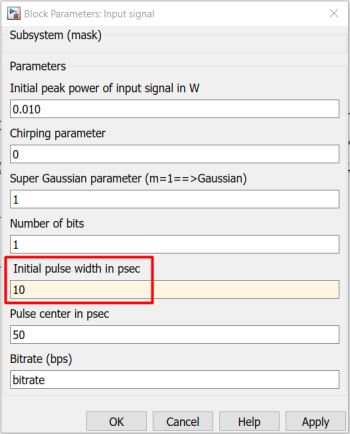 Block Parameters: Input signal
Subsystem (mask)
Parameters
Initial peak power of input signal in W
0.010
Chirping parameter
0
Super Gaussian parameter (m=1==>Gaussian)
1
Number of bits
1
Initial pulse width in psec
10
Pulse center in psec
50
Bitrate (bps)
bitrate
OK Cancel Help Apply